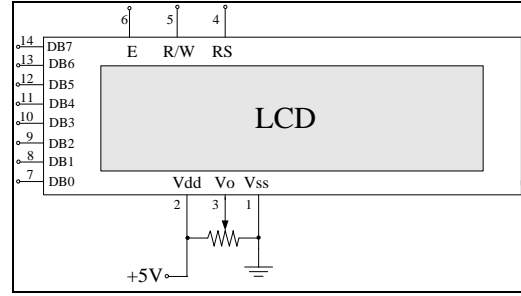 6 5 4
E R/W RS
14 DB7
13 DB6
12 DB5
11 DB4
10 DB3
9 DB2
8 DB1
7 DB0
LCD
Vdd Vo Vss
2 3 1
+5V